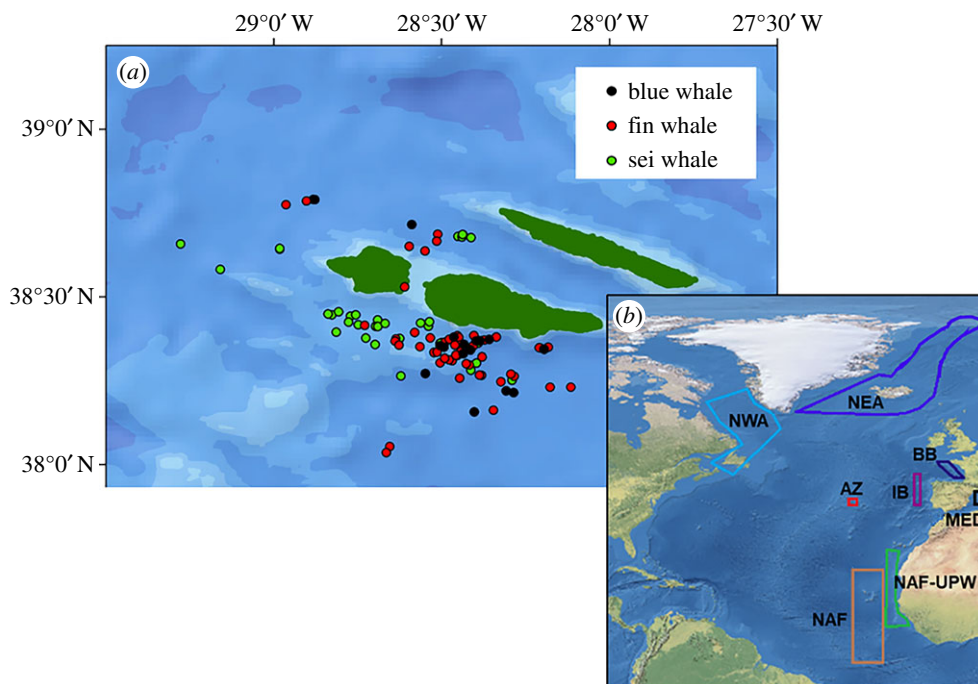 29°0′ W 28°30′ W 28°0′ W 27°30′ W
(a)
blue whale
fin whale
sei whale
39°0′ N
38°30′ N
38°0′ N
(b)
NEA
NWA
BB
AZ
IB
MED
NAF-UPW
NAF